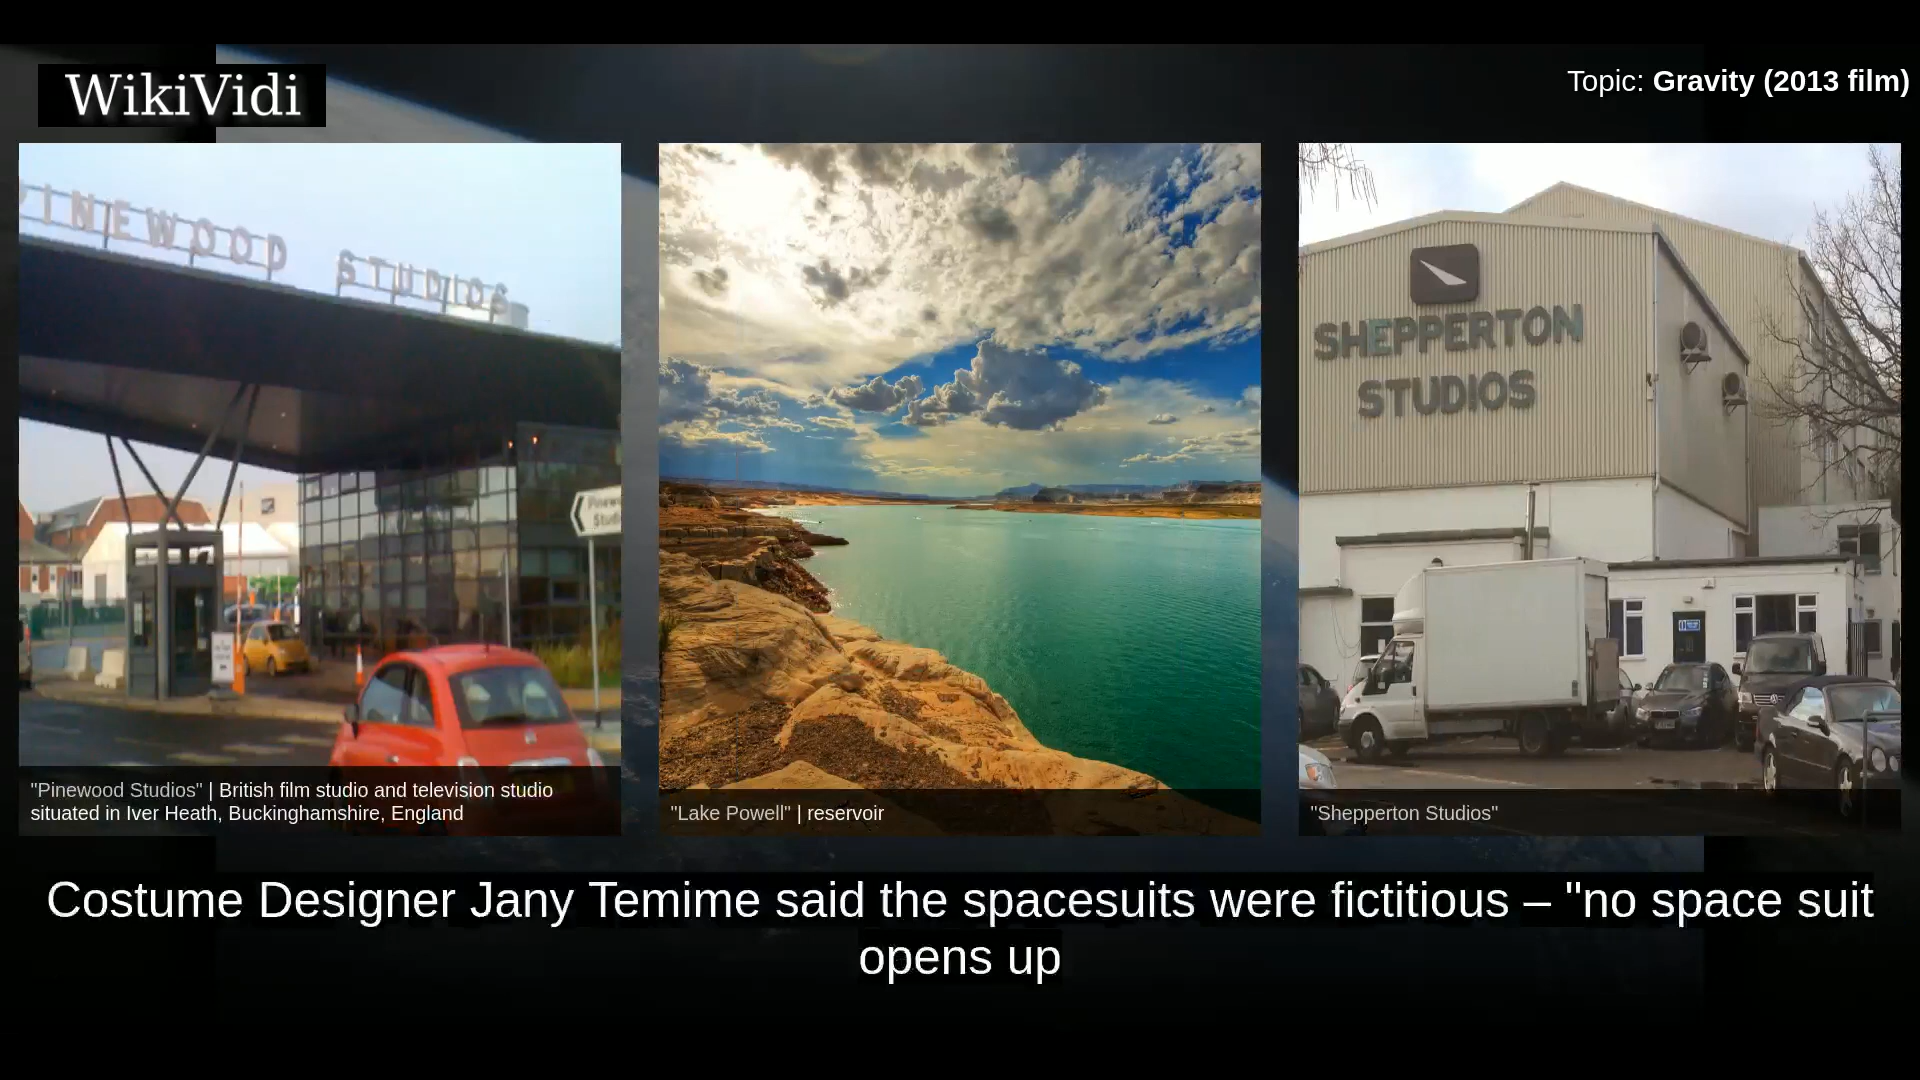 WikiVidi
Topic: Gravity (2013 film)
PINEWOOD STUDIOS
SHEPPERTON
STUDIOS
"Pinewood Studios" | British film studio and television studio
situated in Iver Heath, Buckinghamshire, England
"Lake Powell" | reservoir
"Shepperton Studios"
Costume Designer Jany Temime said the spacesuits were fictitious – "no space suit
opens up